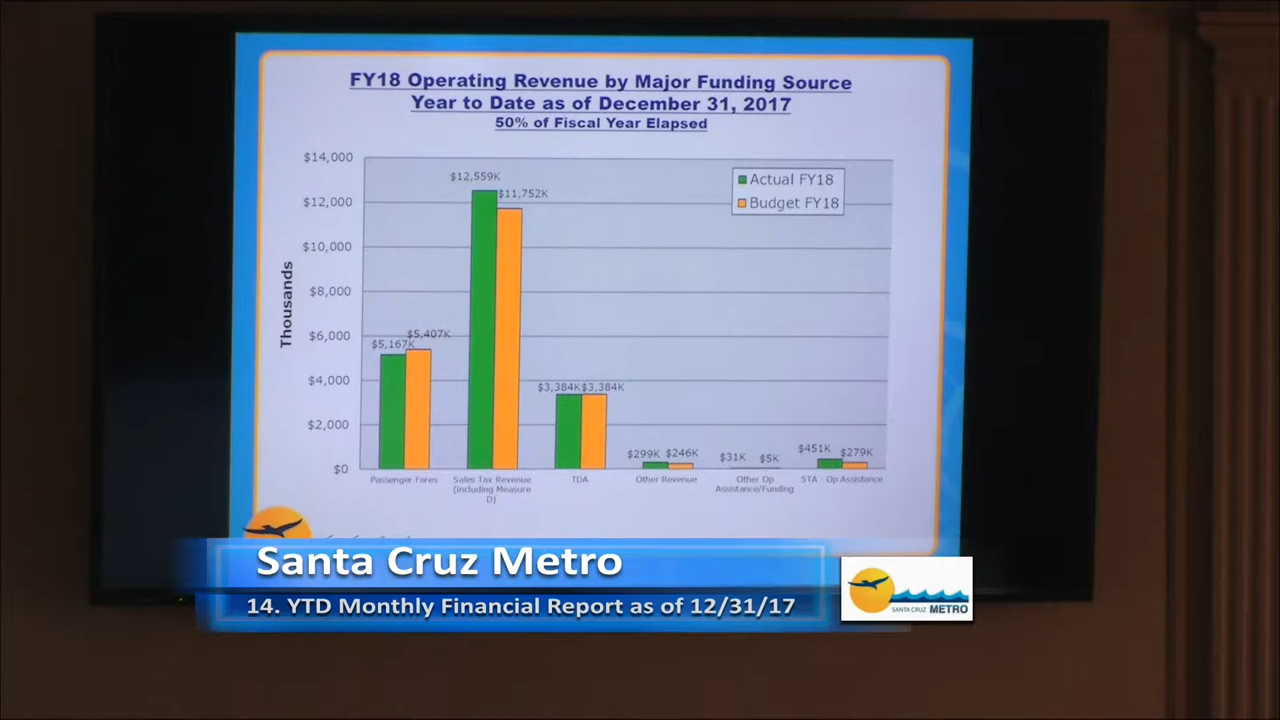 FY18 Operating Revenue by Major Funding Source
Year to Date as of December 31, 2017
50% of Fiscal Year Elapsed
$14,000
$12,000
$10,000
$8,000
$6,000
$4,000
$2,000
$0
Thousands
Actual FY18
Budget FY18
$5,167K
$5,407K
$12,559K
$11,752K
$3,384K
$3,384K
$299K
$246K
$31K
$5K
$451K
$279K
Passenger Fares
Sales Tax Revenue
(including Measure
D)
TDA
Other Revenue
Other Op
Assistance/Funding
STA - Op Assistance
Santa Cruz Metro
14. YTD Monthly Financial Report as of 12/31/17
SANTA CRUZ METRO